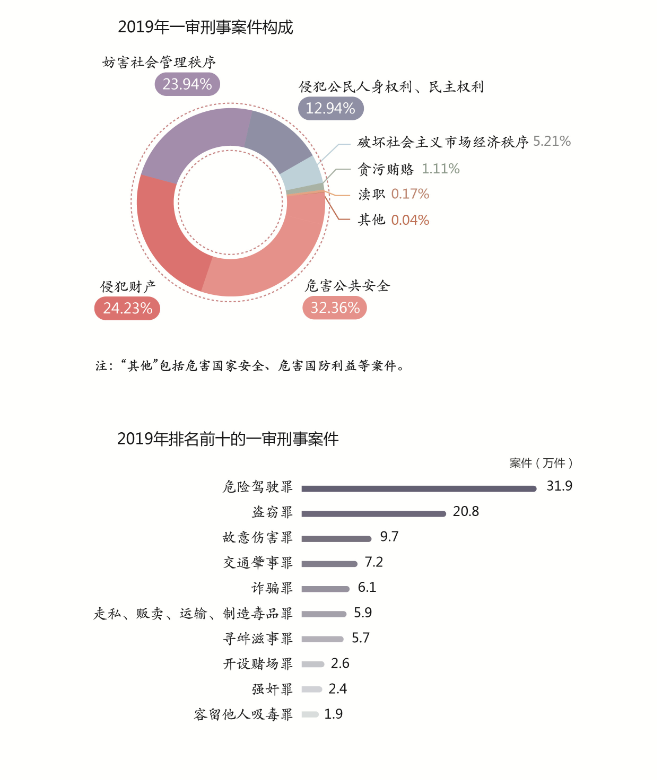 2019年一审刑事案件构成
妨害社会管理秩序
23.94%
侵犯公民人身权利、民主权利
12.94%
破坏社会主义市场经济秩序 5.21%
贪污贿赂 1.11%
渎职 0.17%
其他 0.04%
侵犯财产
24.23%
危害公共安全
32.36%
注：“其他”包括危害国家安全、危害国防利益等案件。
2019年排名前十的一审刑事案件
案件（万件）
危险驾驶罪 31.9
盗窃罪 20.8
故意伤害罪 9.7
交通肇事罪 7.2
诈骗罪 6.1
走私、贩卖、运输、制造毒品罪 5.9
寻衅滋事罪 5.7
开设赌场罪 2.6
强奸罪 2.4
容留他人吸毒罪 1.9